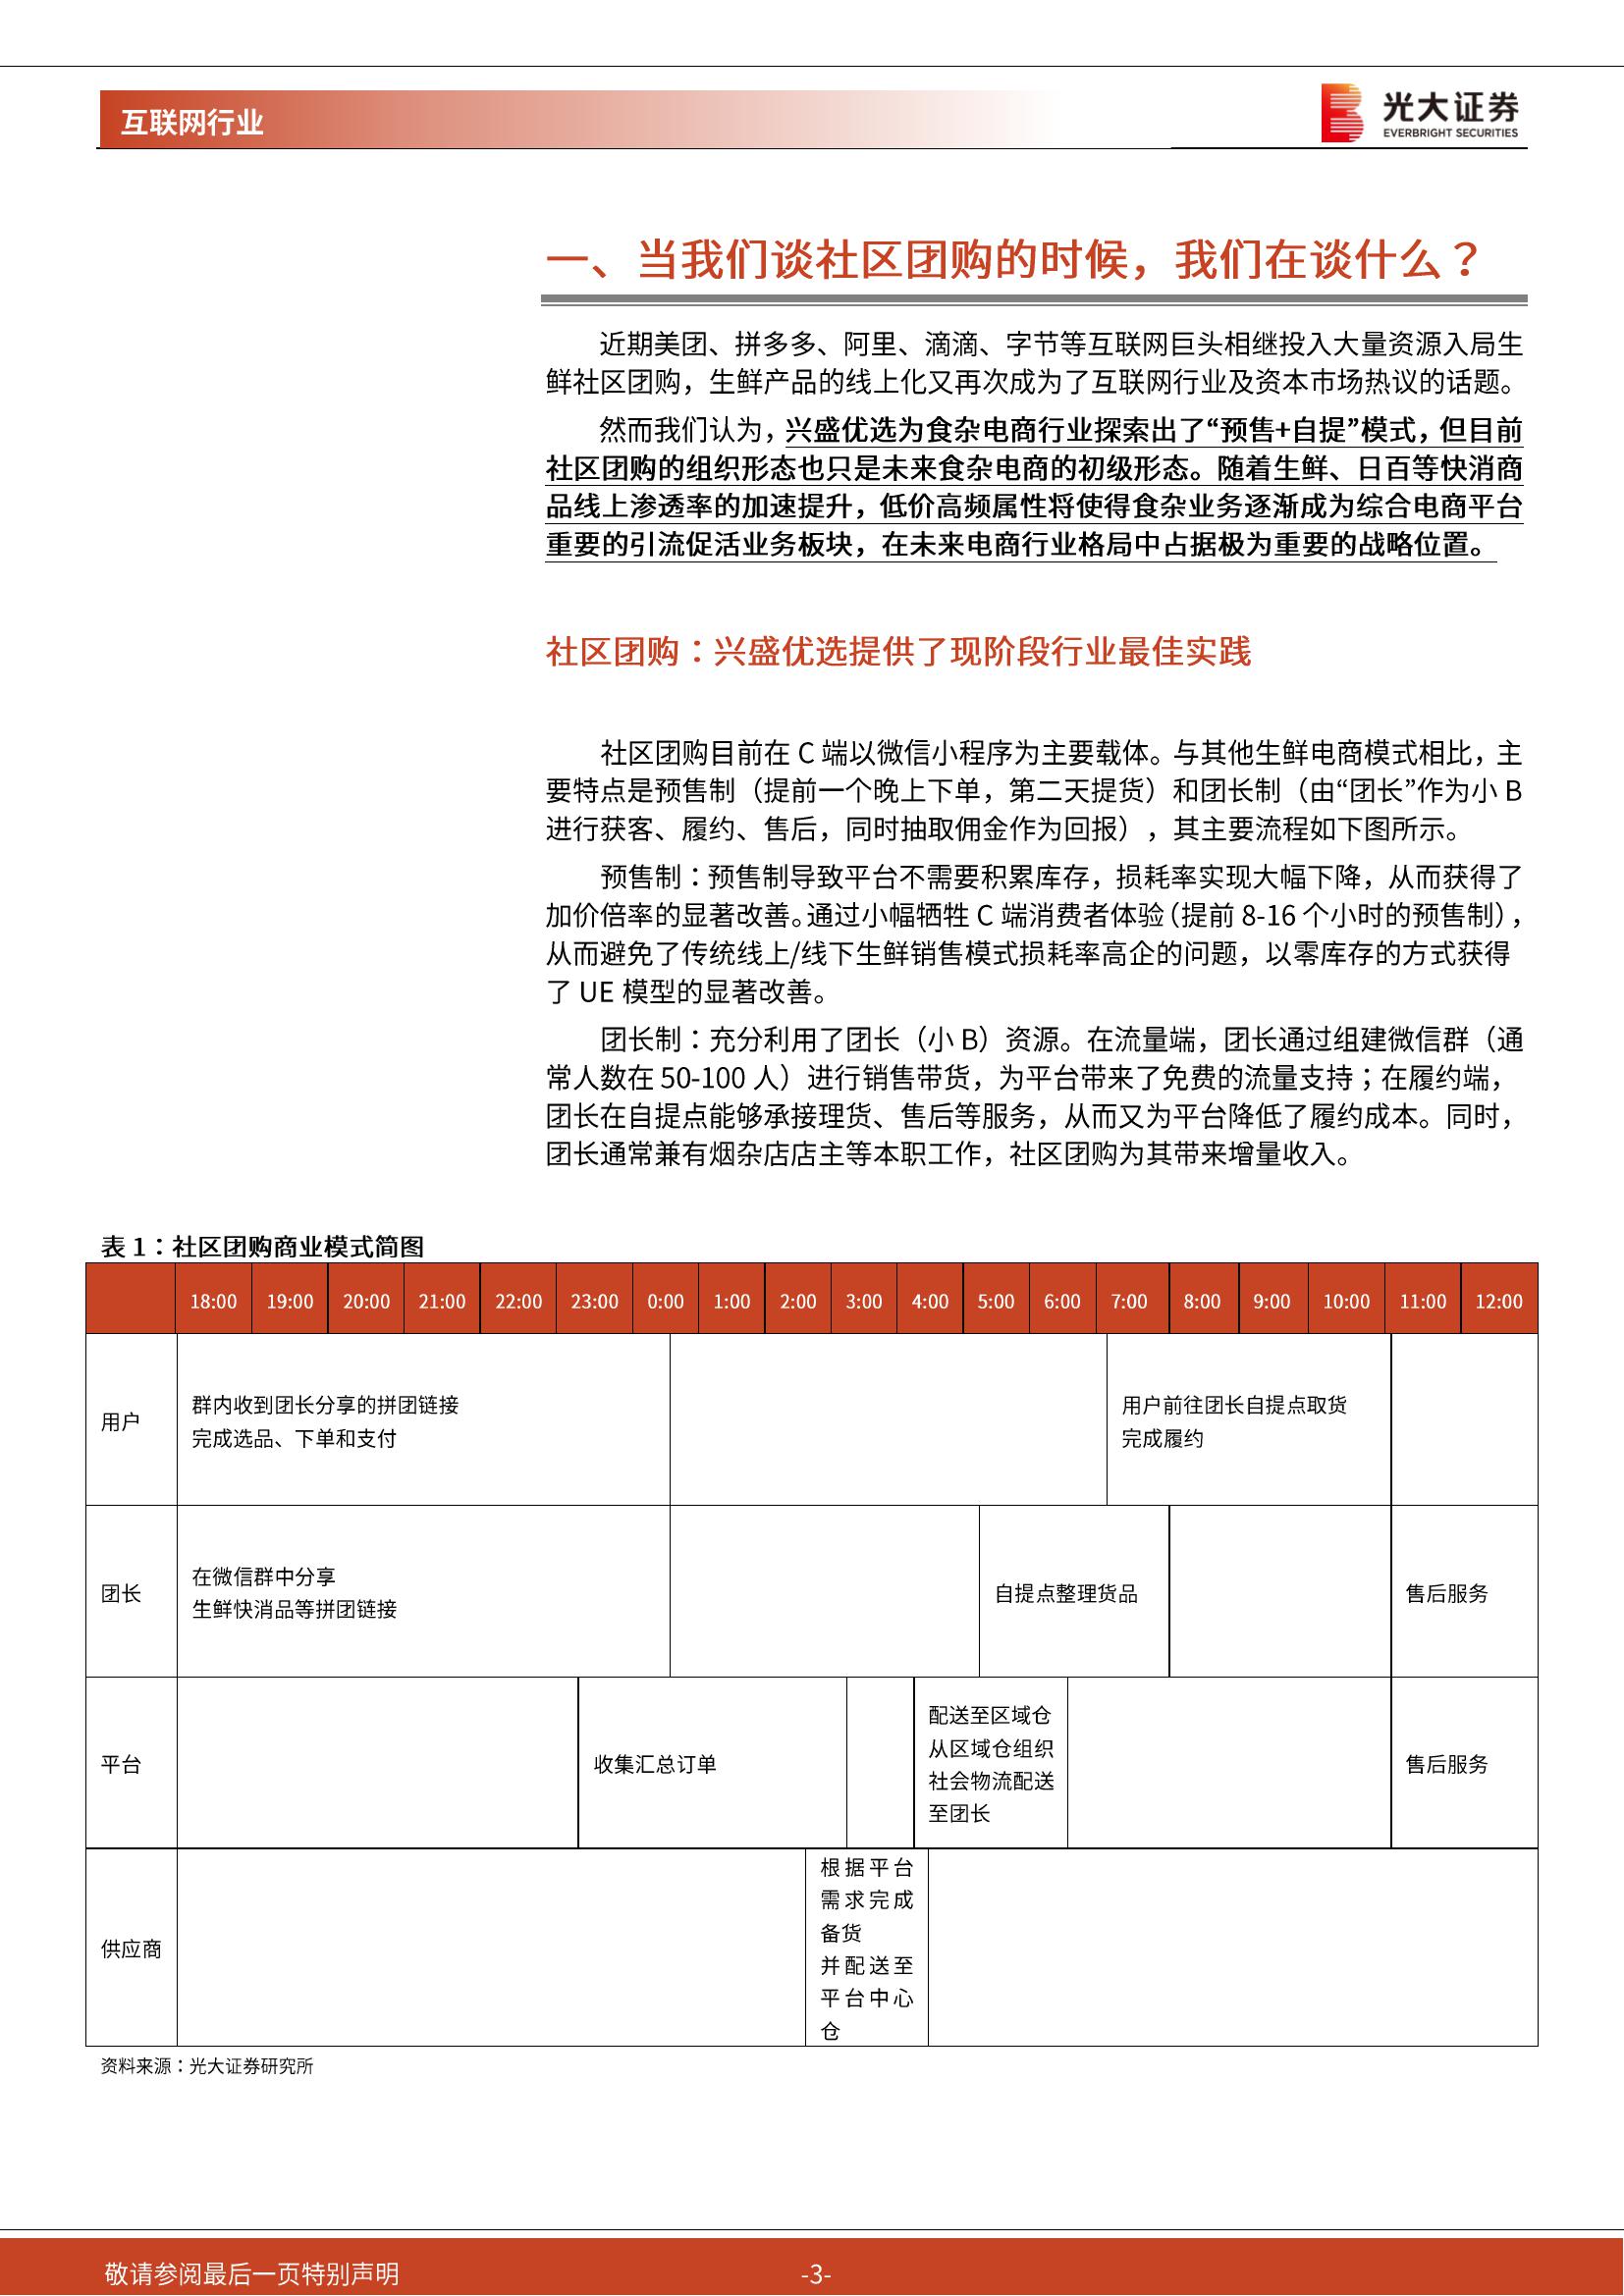 互联网行业
光大证券
EVERBRIGHT SECURITIES
一、当我们谈社区团购的时候，我们在谈什么？
近期美团、拼多多、阿里、滴滴、字节等互联网巨头相继投入大量资源入局生
鲜社区团购，生鲜产品的线上化又再次成为了互联网行业及资本市场热议的话题。
然而我们认为，兴盛优选为食杂电商行业探索出了“预售+自提”模式，但目前
社区团购的组织形态也只是未来食杂电商的初级形态。随着生鲜、日百等快消商
品线上渗透率的加速提升，低价高频属性将使得食杂业务逐渐成为综合电商平台
重要的引流促活业务板块，在未来电商行业格局中占据极为重要的战略位置。
社区团购：兴盛优选提供了现阶段行业最佳实践
社区团购目前在 C 端以微信小程序为主要载体。与其他生鲜电商模式相比，主
要特点是预售制（提前一个晚上下单，第二天提货）和团长制（由“团长”作为小 B
进行获客、履约、售后，同时抽取佣金作为回报），其主要流程如下图所示。
预售制：预售制导致平台不需要积累库存，损耗率实现大幅下降，从而获得了
加价倍率的显著改善。通过小幅牺牲 C 端消费者体验（提前 8-16 个小时的预售制），
从而避免了传统线上/线下生鲜销售模式损耗率高企的问题，以零库存的方式获得
了 UE 模型的显著改善。
团长制：充分利用了团长（小 B）资源。在流量端，团长通过组建微信群（通
常人数在 50-100 人）进行销售带货，为平台带来了免费的流量支持；在履约端，
团长在自提点能够承接理货、售后等服务，从而又为平台降低了履约成本。同时，
团长通常兼有烟杂店店主等本职工作，社区团购为其带来增量收入。
表 1：社区团购商业模式简图
18:00 19:00 20:00 21:00 22:00 23:00 0:00 1:00 2:00 3:00 4:00 5:00 6:00 7:00 8:00 9:00 10:00 11:00 12:00
用户
群内收到团长分享的拼团链接
完成选品、下单和支付
用户前往团长自提点取货
完成履约
团长
在微信群中分享
生鲜快消品等拼团链接
自提点整理货品
售后服务
平台
收集汇总订单
配送至区域仓
从区域仓组织
社会物流配送
至团长
售后服务
供应商
根据平台
需求完成
备货
并配送至
平台中心
仓
资料来源：光大证券研究所
敬请参阅最后一页特别声明
-3-